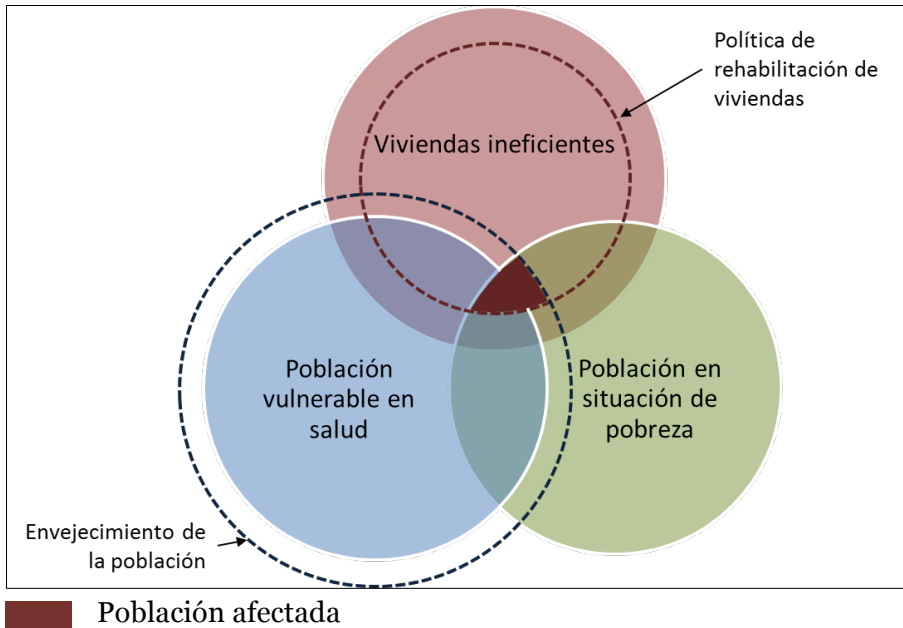 Política de
rehabilitación de
viviendas
Viviendas ineficientes
Población
vulnerable en
salud
Población en
situación de
pobreza
Envejecimiento de
la población
Población afectada